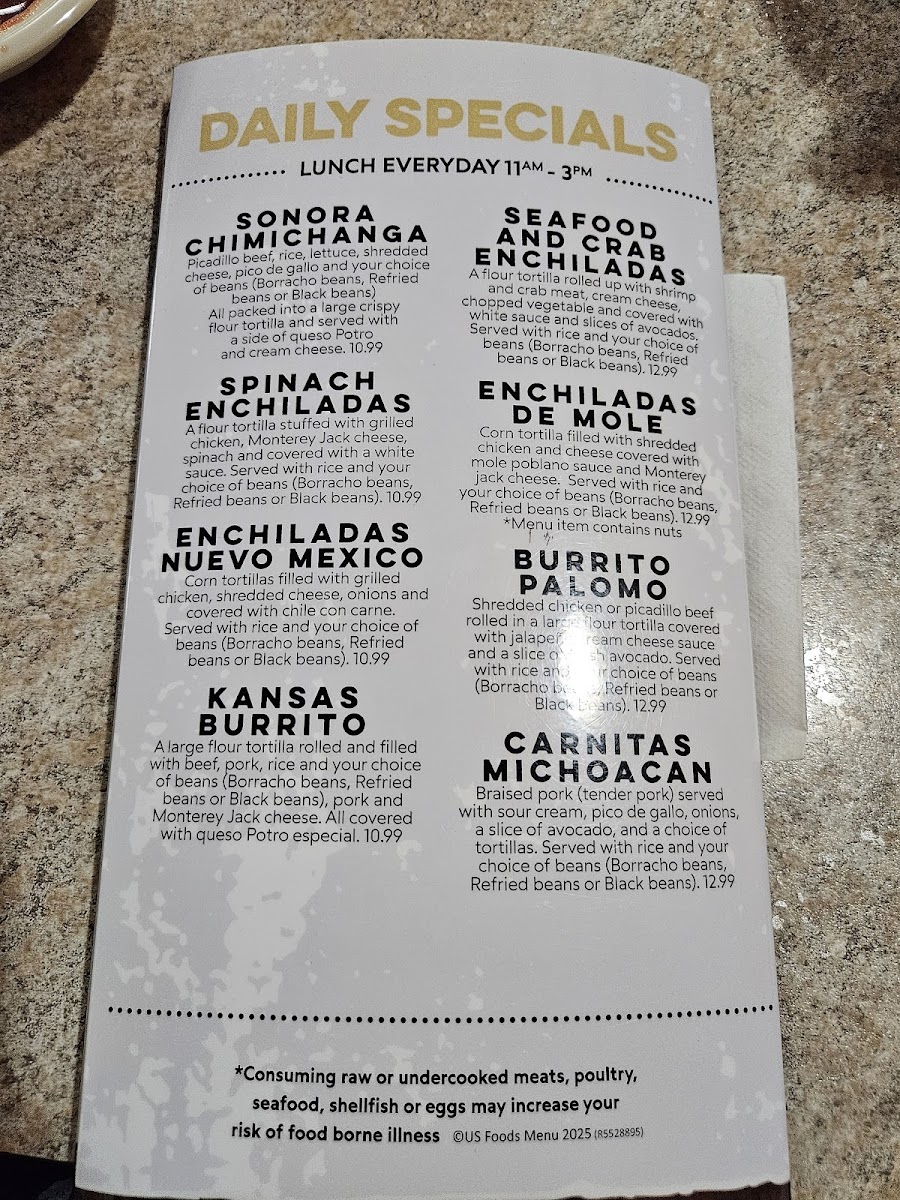 DAILY SPECIALS
LUNCH EVERYDAY 11AM - 3PM
SONORA
CHIMICHANGA
Picadillo beef, rice, lettuce, shredded
cheese, pico de gallo and your choice
of beans (Borracho beans, Refried
beans or Black beans)
All packed into a large crispy
flour tortilla and served with
a side of queso Potro
and cream cheese. 10.99
SPINACH
ENCHILADAS
A flour tortilla stuffed with grilled
chicken, Monterey Jack cheese,
spinach and covered with a white
sauce. Served with rice and your
choice of beans (Borracho beans,
Refried beans or Black beans). 10.99
ENCHILADAS
NUEVO MEXICO
Corn tortillas filled with grilled
chicken, shredded cheese, onions and
covered with chile con carne.
Served with rice and your choice of
beans (Borracho beans, Refried
beans or Black beans). 10.99
KANSAS
BURRITO
A large flour tortilla rolled and filled
with beef, pork, rice and your choice
of beans (Borracho beans, Refried
beans or Black beans), pork and
Monterey Jack cheese. All covered
with queso Potro especial. 10.99
SEAFOOD
AND CRAB
ENCHILADAS
A flour tortilla rolled up with shrimp
and crab meat, cream cheese,
chopped vegetable and covered with
white sauce and slices of avocados.
Served with rice and your choice of
beans (Borracho beans, Refried
beans or Black beans). 12.99
ENCHILADAS
DE MOLE
Corn tortilla filled with shredded
chicken and cheese covered with
mole poblano sauce and Monterey
jack cheese. Served with rice and
your choice of beans (Borracho beans,
Refried beans or Black beans). 12.99
*Menu item contains nuts
BURRITO
PALOMO
Shredded chicken or picadillo beef
rolled in a large flour tortilla covered
with cream cheese sauce
and a slice avocado. Served
with rice and your choice of beans
(Borracho Refried beans or
Black beans). 12.99
CARNITAS
MICHOACAN
Braised pork (tender pork) served
with sour cream, pico de gallo, onions,
a slice of avocado, and a choice of
tortillas. Served with rice and your
choice of beans (Borracho beans,
Refried beans or Black beans). 12.99
*Consuming raw or undercooked meats, poultry,
seafood, shellfish or eggs may increase your
risk of food borne illness ©US Foods Menu 2025 (R5528895)